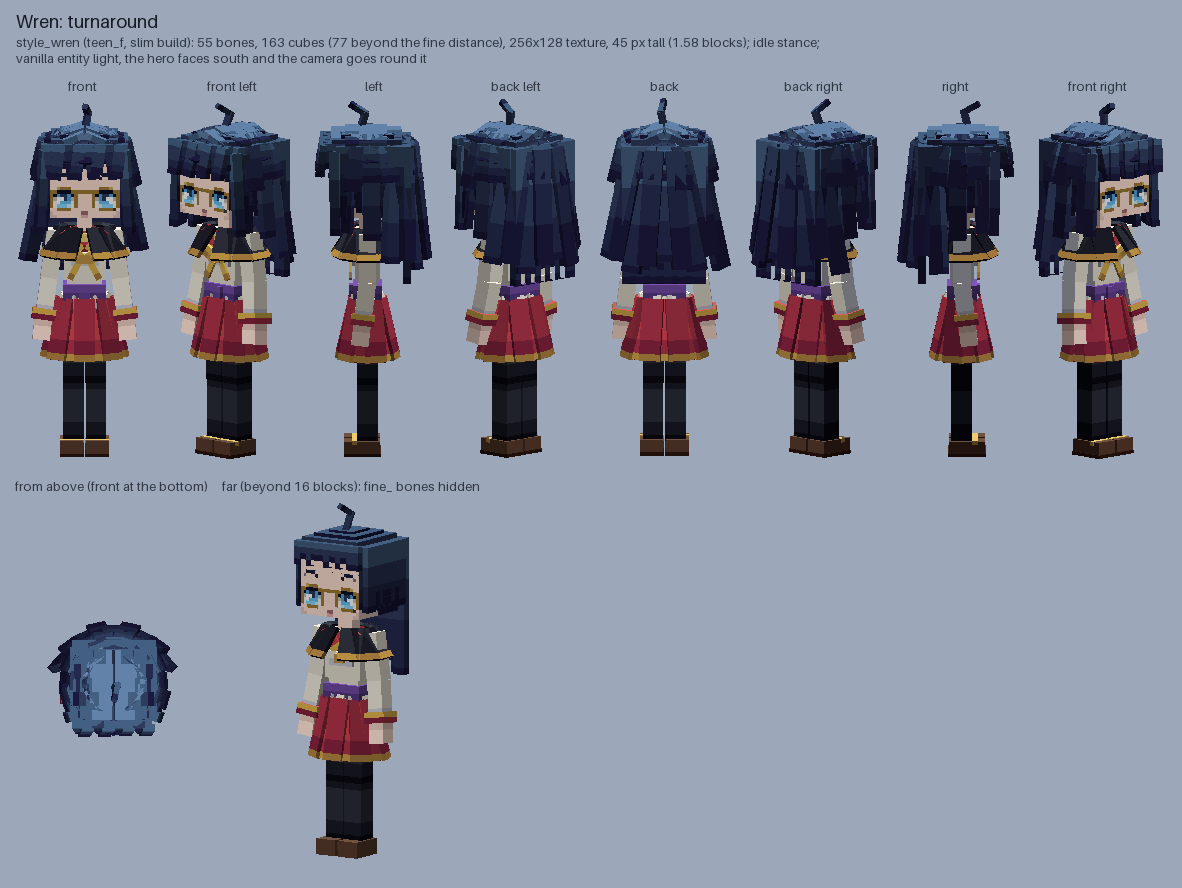 Wren: turnaround
style_wren (teen_f, slim build): 55 bones, 163 cubes (77 beyond the fine distance), 256x128 texture, 45 px tall (1.58 blocks); idle stance;
vanilla entity light, the hero faces south and the camera goes round it
front front left left back left back back right right front right
from above (front at the bottom) far (beyond 16 blocks): fine_ bones hidden